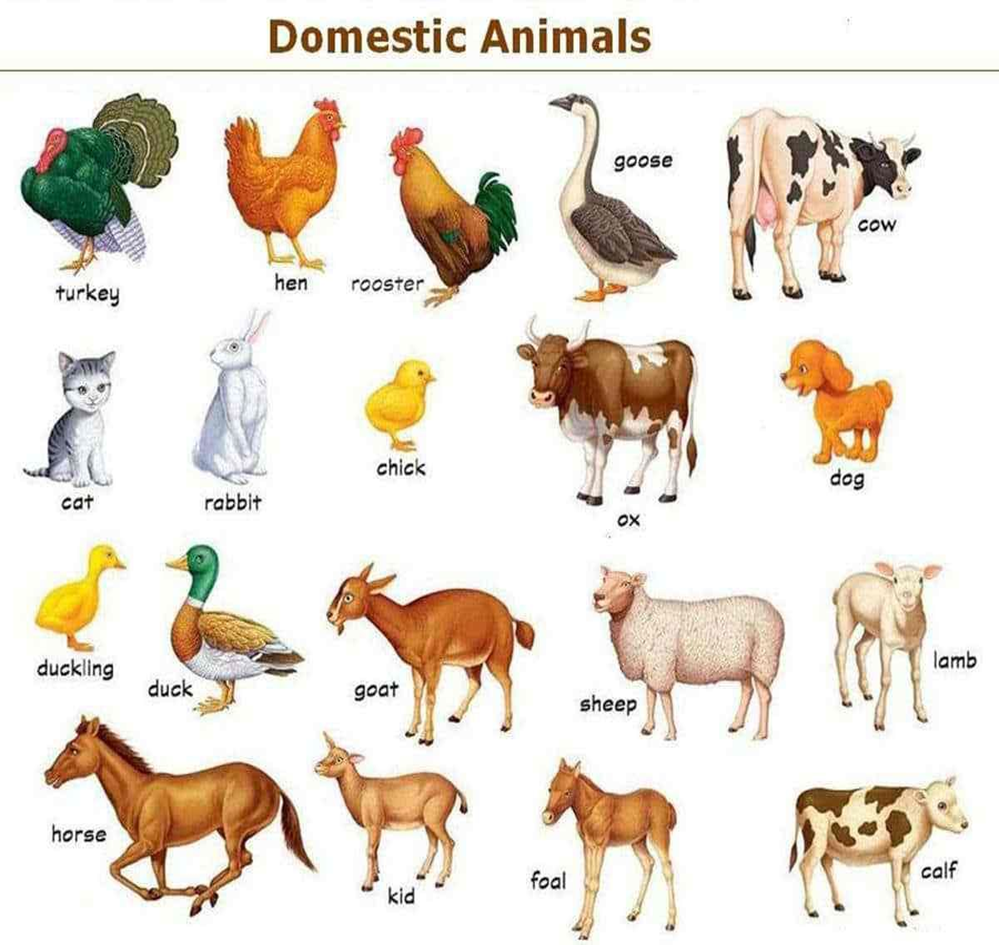 Domestic Animals
turkey
hen
rooster
goose
cow
cat
rabbit
chick
ox
dog
duckling
duck
goat
sheep
lamb
horse
kid
foal
calf